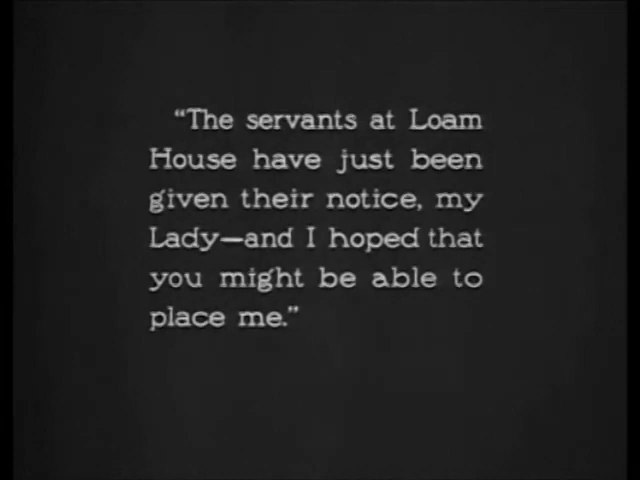 “The servants at Loam
House have just been
given their notice, my
Lady—and I hoped that
you might be able to
place me.”